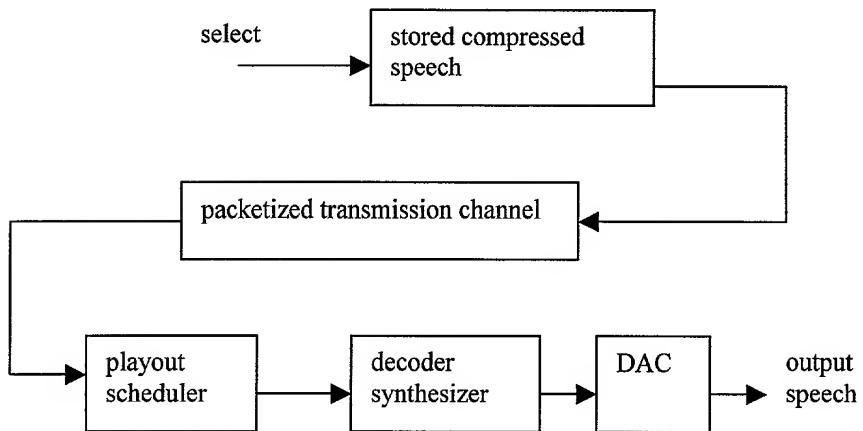 select
stored compressed
speech
packetized transmission channel
playout
scheduler
decoder
synthesizer
DAC
output
speech